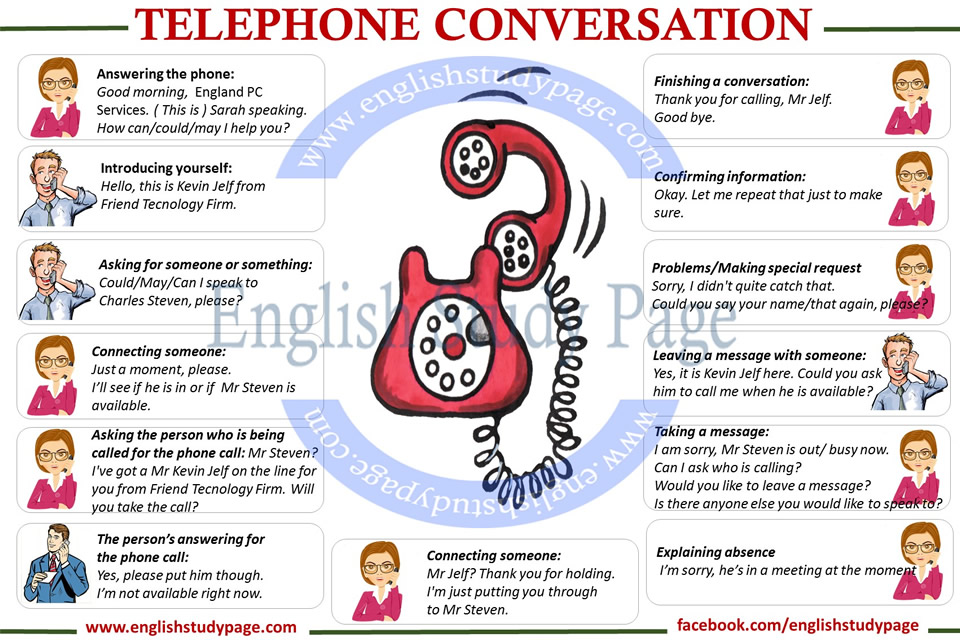 TELEPHONE CONVERSATION
Answering the phone:
Good morning, England PC
Services. ( This is ) Sarah speaking.
How can/could/may I help you?
Introducing yourself:
Hello, this is Kevin Jelf from
Friend Tecnology Firm.
Asking for someone or something:
Could/May/Can I speak to
Charles Steven, please?
Connecting someone:
Just a moment, please.
I’ll see if he is in or if Mr Steven is
available.
Asking the person who is being
called for the phone call: Mr Steven?
I've got a Mr Kevin Jelf on the line for
you from Friend Tecnology Firm. Will
you take the call?
The person’s answering for
the phone call:
Yes, please put him though.
I’m not available right now.
Connecting someone:
Mr Jelf? Thank you for holding.
I'm just putting you through
to Mr Steven.
Finishing a conversation:
Thank you for calling, Mr Jelf.
Good bye.
Confirming information:
Okay. Let me repeat that just to make
sure.
Problems/Making special request
Sorry, I didn't quite catch that.
Could you say your name/that again, please?
Leaving a message with someone:
Yes, it is Kevin Jelf here. Could you ask
him to call me when he is available?
Taking a message:
I am sorry, Mr Steven is out/ busy now.
Can I ask who is calling?
Would you like to leave a message?
Is there anyone else you would like to speak to?
Explaining absence
I’m sorry, he’s in a meeting at the moment
www.englishstudypage.com
English Study Page
www.englishstudypage.com
www.englishstudypage.com
facebook.com/englishstudypage